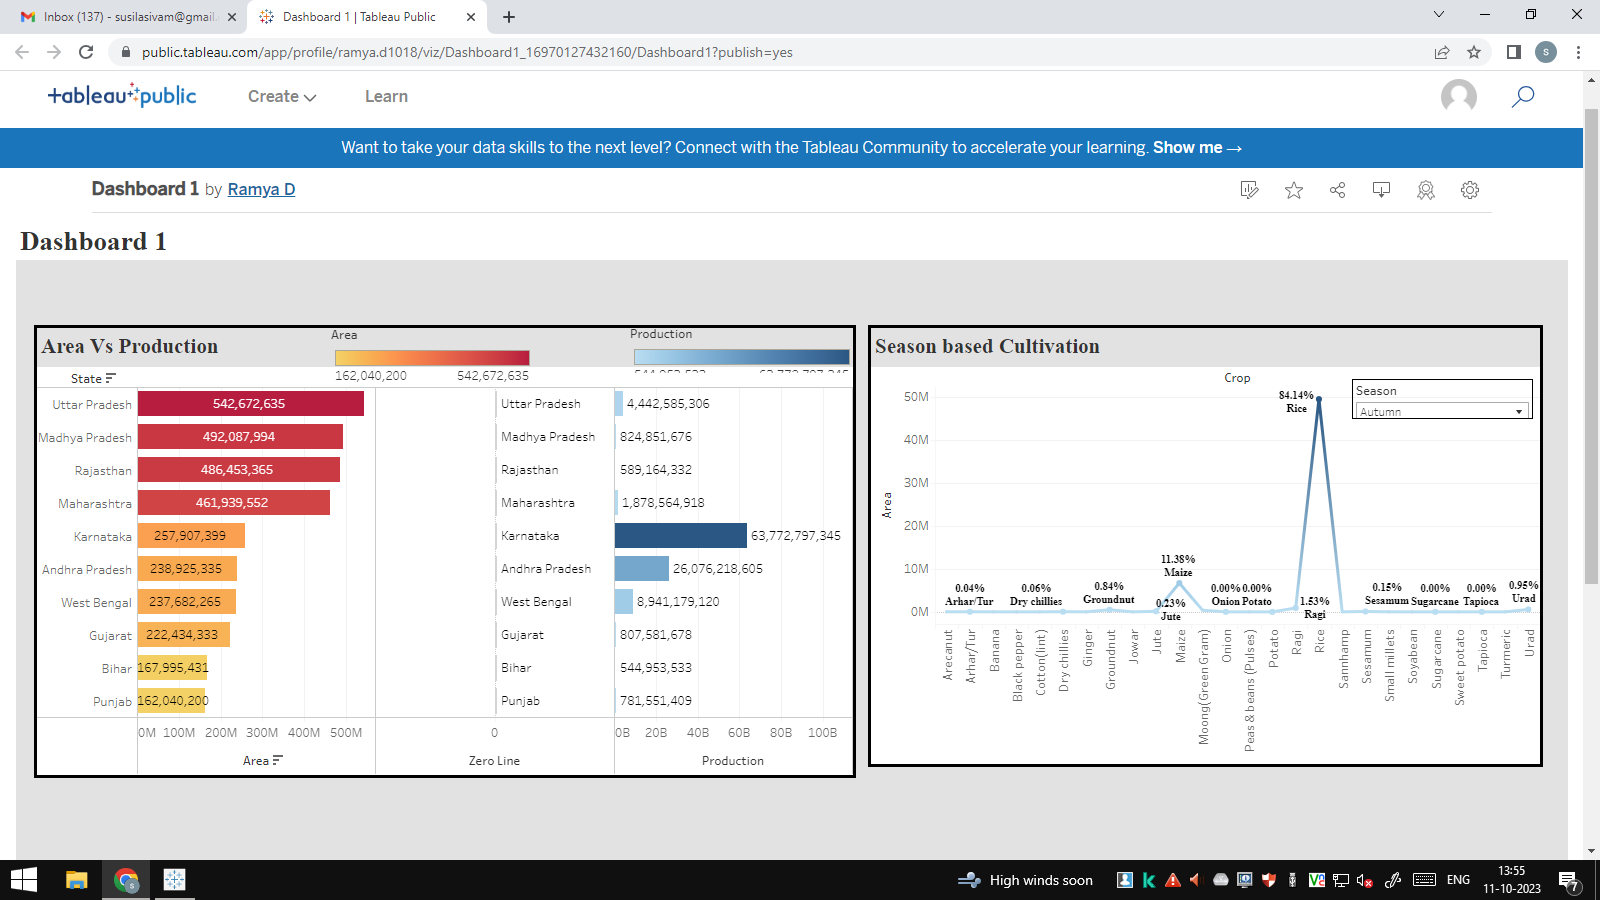 Inbox (137) - susilasivam@gmail.
Dashboard 1 | Tableau Public
public.tableau.com/app/profile/ramya.d1018/viz/Dashboard1_16970127432160/Dashboard1?publish=yes
S
+ableau public
Create
Learn
Want to take your data skills to the next level? Connect with the Tableau Community to accelerate your learning. Show me →
Dashboard 1 by Ramya D
Dashboard 1
Area Vs Production
Area
162,040,200 542,672,635
Production
State
Uttar Pradesh 542,672,635 Uttar Pradesh 4,442,585,306
Madhya Pradesh 492,087,994 Madhya Pradesh 824,851,676
Rajasthan 486,453,365 Rajasthan 589,164,332
Maharashtra 461,939,552 Maharashtra 1,878,564,918
Karnataka 257,907,399 Karnataka 63,772,797,345
Andhra Pradesh 238,925,335 Andhra Pradesh 26,076,218,605
West Bengal 237,682,265 West Bengal 8,941,179,120
Gujarat 222,434,333 Gujarat 807,581,678
Bihar 167,995,431 Bihar 544,953,533
Punjab 162,040,200 Punjab 781,551,409
0M 100M 200M 300M 400M 500M 0 0B 20B 40B 60B 80B 100B
Area Zero Line Production
Season based Cultivation
Crop
Season
Autumn
50M
40M
30M
20M
10M
0M
Area
84.14%
Rice
11.38%
Maize
0.04%
Arhar/Tur
0.06%
Dry chillies
0.84%
Groundnut
0.23%
Jute
0.00%
Onion
0.00%
Potato
1.53%
Ragi
0.15%
Sesamum
0.00%
Sugarcane
0.00%
Tapioca
0.95%
Urad
Arecanut
Arhar/Tur
Banana
Black pepper
Cotton(lint)
Dry chillies
Ginger
Groundnut
Jowar
Jute
Maize
Moong(Green Gram)
Onion
Peas & beans (Pulses)
Potato
Ragi
Rice
Sannhamp
Sesamum
Small millets
Soyabean
Sugarcane
Sweet potato
Tapioca
Turmeric
Urad
High winds soon
ENG
13:55
11-10-2023
7